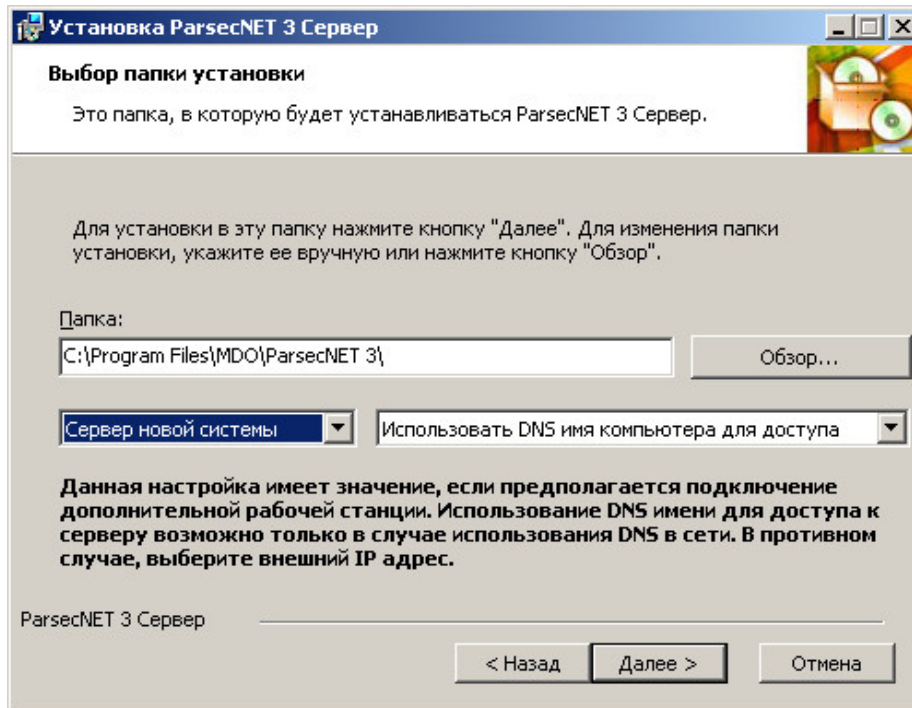 Установка ParsecNET 3 Сервер
Выбор папки установки
Это папка, в которую будет устанавливаться ParsecNET 3 Сервер.
Для установки в эту папку нажмите кнопку "Далее". Для изменения папки
установки, укажите ее вручную или нажмите кнопку "Обзор".
Папка:
C:\Program Files\MDO\ParsecNET 3\
Обзор...
Сервер новой системы
Использовать DNS имя компьютера для доступа
Данная настройка имеет значение, если предполагается подключение
дополнительной рабочей станции. Использование DNS имени для доступа к
серверу возможно только в случае использования DNS в сети. В противном
случае, выберите внешний IP адрес.
ParsecNET 3 Сервер
< Назад
Далее >
Отмена